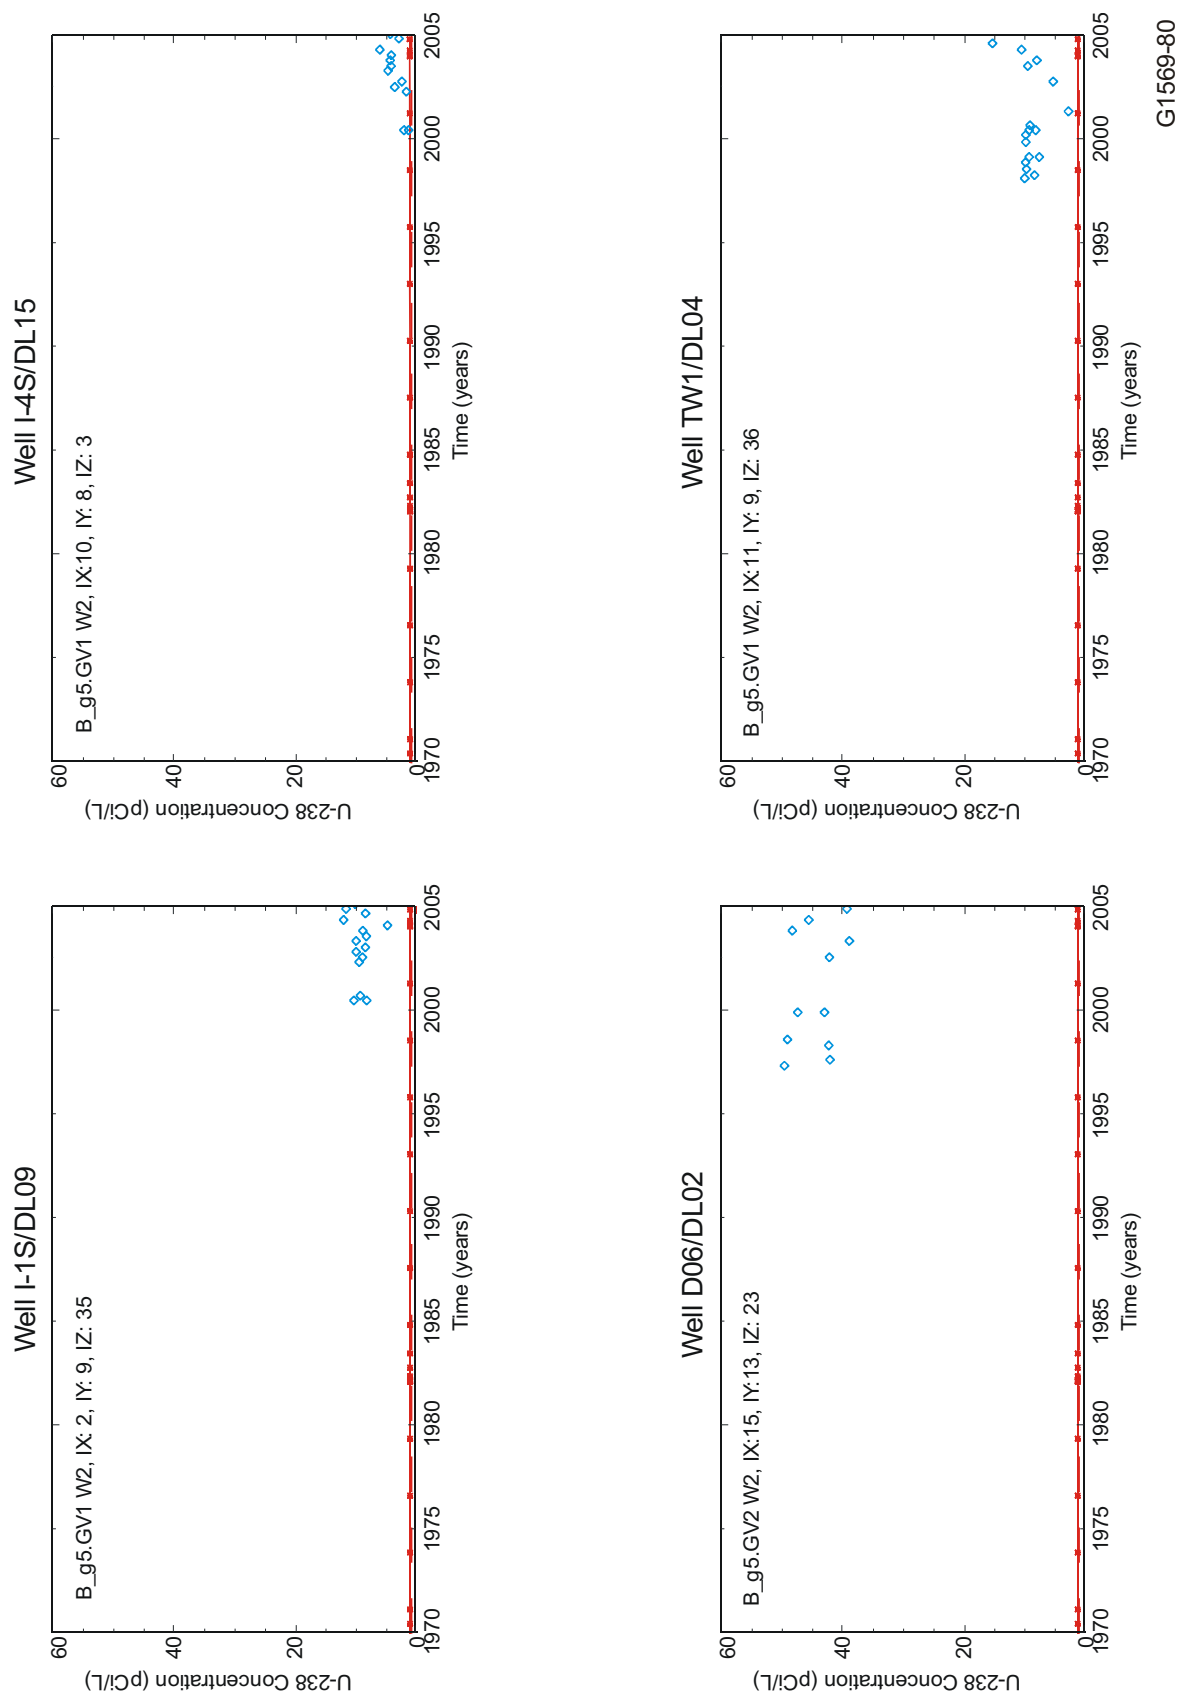 Well I-1S/DL09
B_g5.GV1 W2, IX: 2, IY: 9, IZ: 35
U-238 Concentration (pCi/L)
60
40
20
0
1970
1975
1980
1985
1990
1995
2000
2005
Time (years)
Well I-4S/DL15
B_g5.GV1 W2, IX:10, IY: 8, IZ: 3
U-238 Concentration (pCi/L)
60
40
20
0
1970
1975
1980
1985
1990
1995
2000
2005
Time (years)
Well D06/DL02
B_g5.GV2 W2, IX:15, IY:13, IZ: 23
U-238 Concentration (pCi/L)
60
40
20
0
1970
1975
1980
1985
1990
1995
2000
2005
Time (years)
Well TW1/DL04
B_g5.GV1 W2, IX:11, IY: 9, IZ: 36
U-238 Concentration (pCi/L)
60
40
20
0
1970
1975
1980
1985
1990
1995
2000
2005
Time (years)
G1569-80